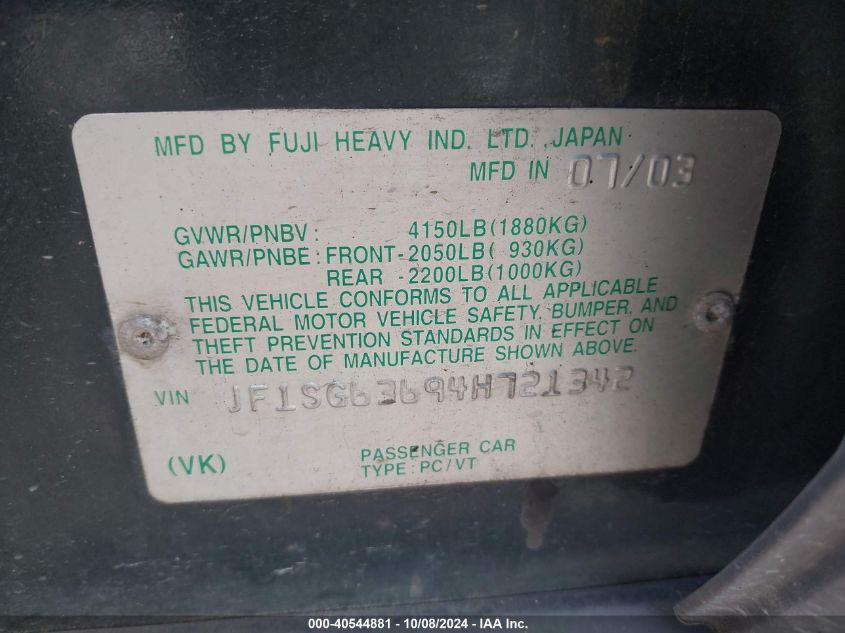 MFD BY FUJI HEAVY IND. LTD. JAPAN
MFD IN 07/03
GVWR/PNBV: 4150LB(1880KG)
GAWR/PNBE: FRONT-2050LB( 930KG)
REAR -2200LB(1000KG)
THIS VEHICLE CONFORMS TO ALL APPLICABLE
FEDERAL MOTOR VEHICLE SAFETY, BUMPER, AND
THEFT PREVENTION STANDARDS IN EFFECT ON
THE DATE OF MANUFACTURE SHOWN ABOVE.
VIN JF1SG63694H721342
PASSENGER CAR
(VK) TYPE: PC/VT
000-40544881 - 10/08/2024 - IAA Inc.